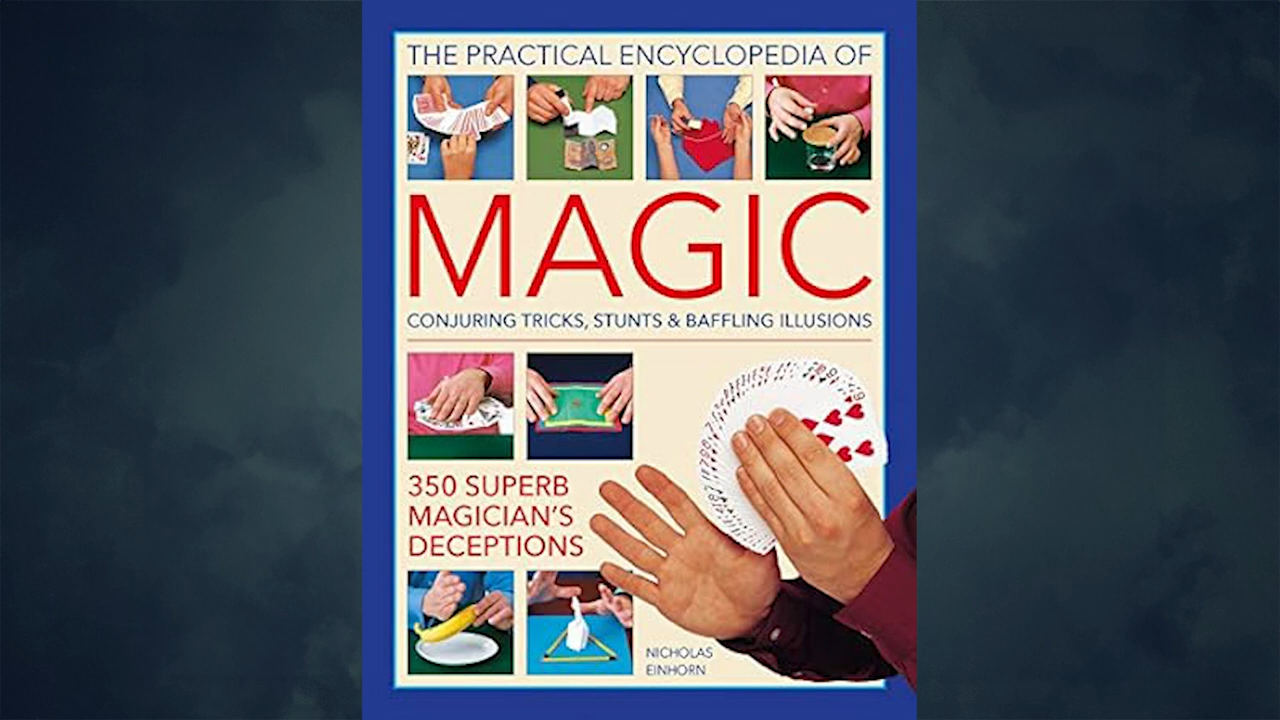 THE PRACTICAL ENCYCLOPEDIA OF
MAGIC
CONJURING TRICKS, STUNTS & BAFFLING ILLUSIONS
350 SUPERB
MAGICIAN'S
DECEPTIONS
NICHOLAS
EINHORN